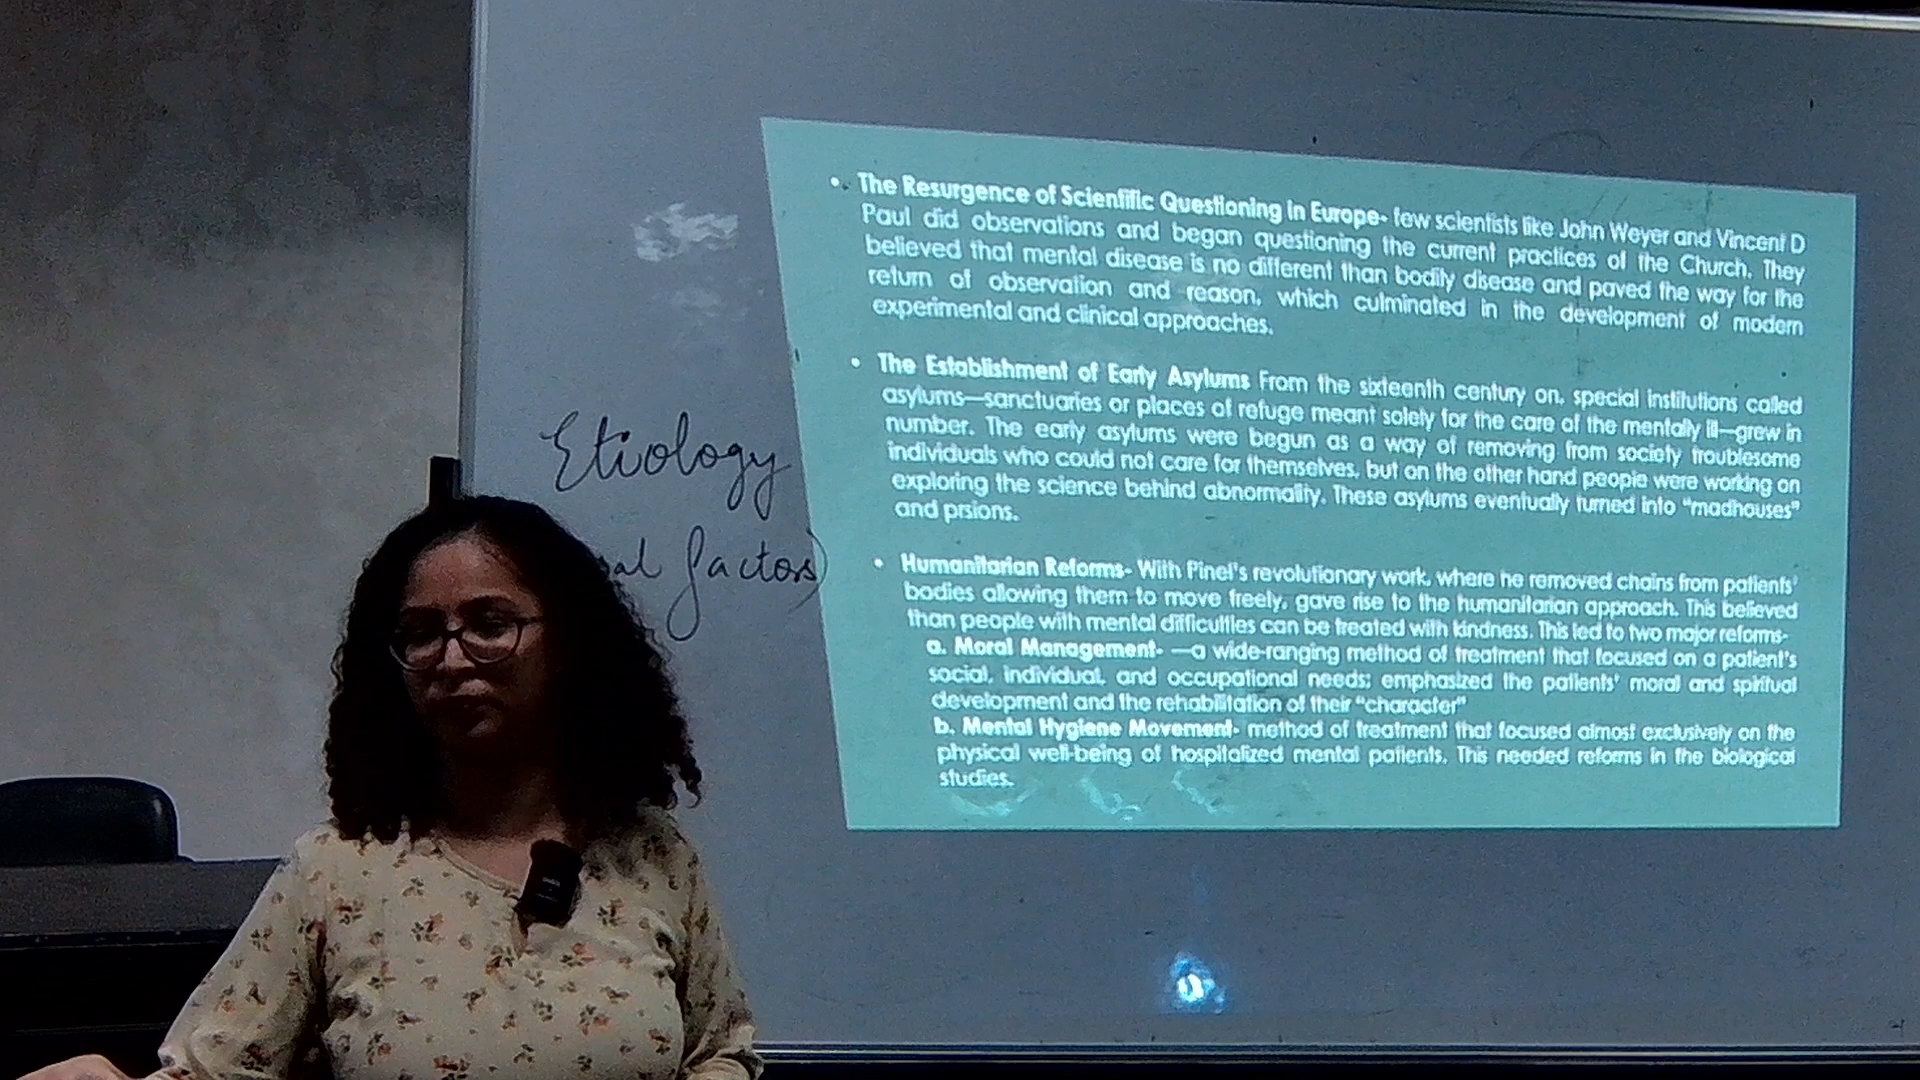 • The Resurgence of Scientific Questioning in Europe- few scientists like John Weyer and Vincent D
Paul did observations and began questioning the current practices of the Church. They
believed that mental disease is no different than bodily disease and paved the way for the
return of observation and reason, which culminated in the development of modern
experimental and clinical approaches.
• The Establishment of Early Asylums From the sixteenth century on, special institutions called
asylums—sanctuaries or places of refuge meant solely for the care of the mentally ill—grew in
number. The early asylums were begun as a way of removing from society troublesome
individuals who could not care for themselves, but on the other hand people were working on
exploring the science behind abnormality. These asylums eventually turned into "madhouses"
and prsions.
• Humanitarian Reforms- With Pinel's revolutionary work, where he removed chains from patients'
bodies allowing them to move freely, gave rise to the humanitarian approach. This believed
than people with mental difficutties can be treated with kindness. This led to two major reforms-
a. Moral Management- —a wide-ranging method of treatment that focused on a patient's
social, individual, and occupational needs; emphasized the patients' moral and spiritual
development and the rehabilitation of their "character"
b. Mental Hygiene Movement- method of treatment that focused almost exclusively on the
physical well-being of hospitalized mental patients. This needed reforms in the biological
studies.
Etiology
factors)